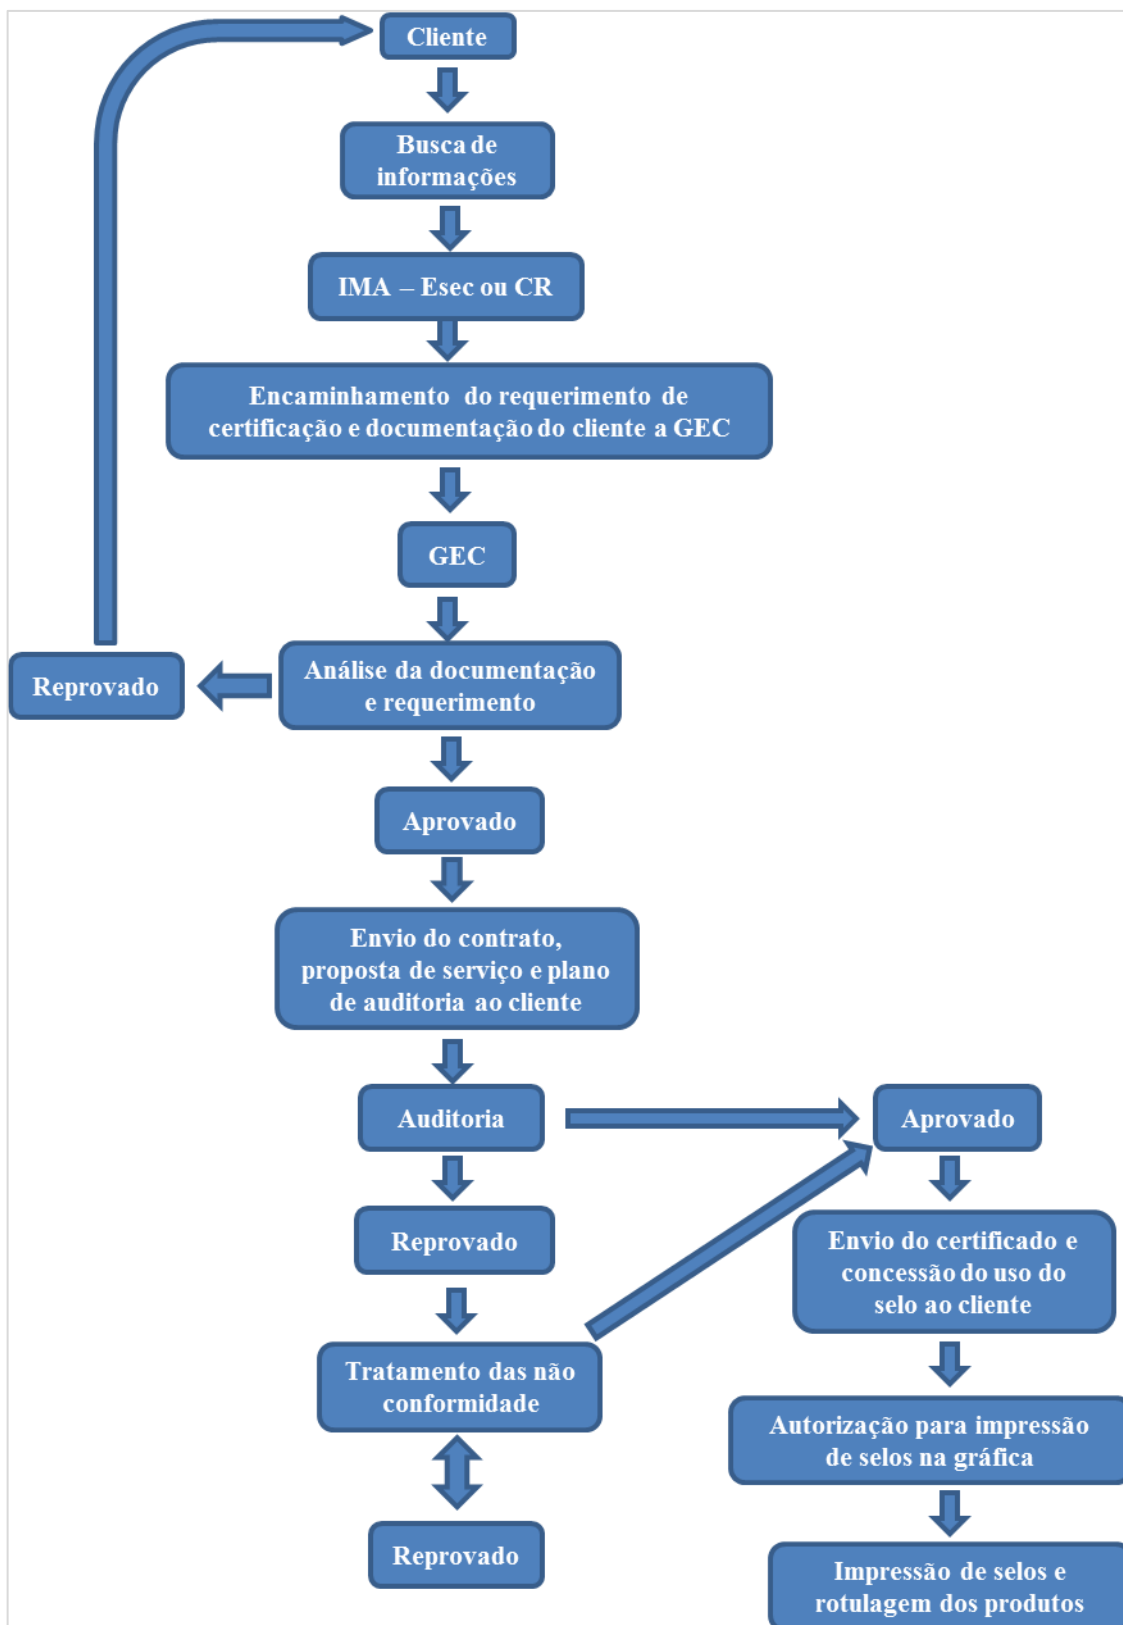 Cliente
Busca de
informações
IMA – Esec ou CR
Encaminhamento do requerimento de
certificação e documentação do cliente a GEC
GEC
Análise da documentação
e requerimento
Reprovado
Aprovado
Envio do contrato,
proposta de serviço e plano
de auditoria ao cliente
Auditoria
Aprovado
Reprovado
Envio do certificado e
concessão do uso do
selo ao cliente
Tratamento das não
conformidade
Autorização para impressão
de selos na gráfica
Reprovado
Impressão de selos e
rotulagem dos produtos